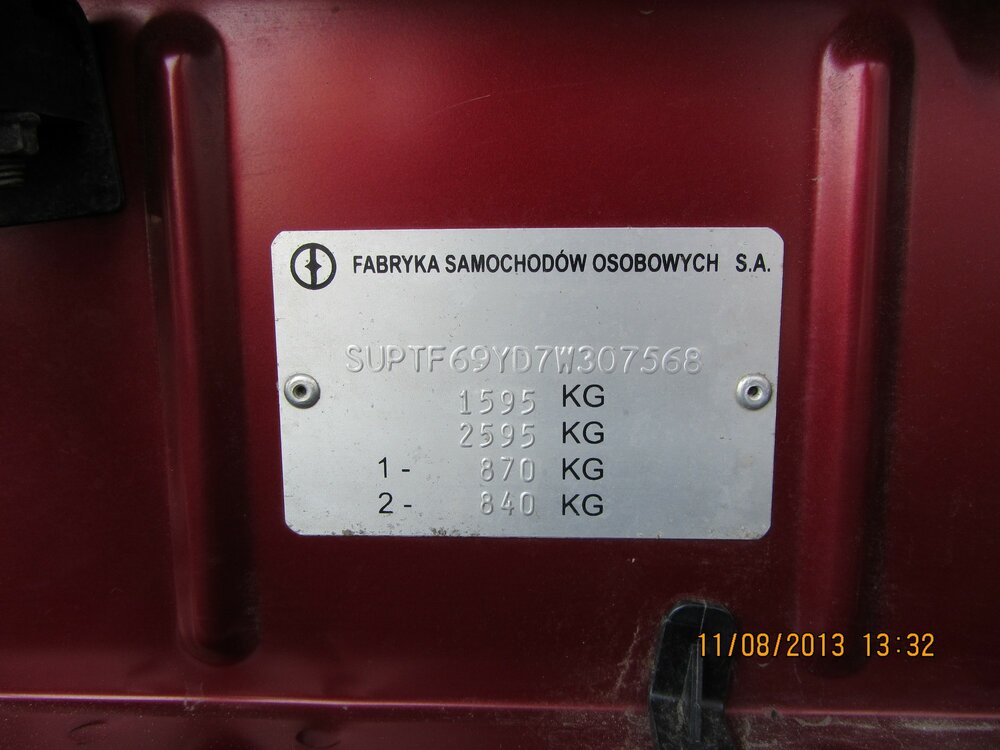 FABRYKA SAMOCHODÓW OSOBOWYCH S.A.
SUPTF69YD7W307568
1595 KG
2595 KG
1 - 870 KG
2 - 840 KG
11/08/2013 13:32